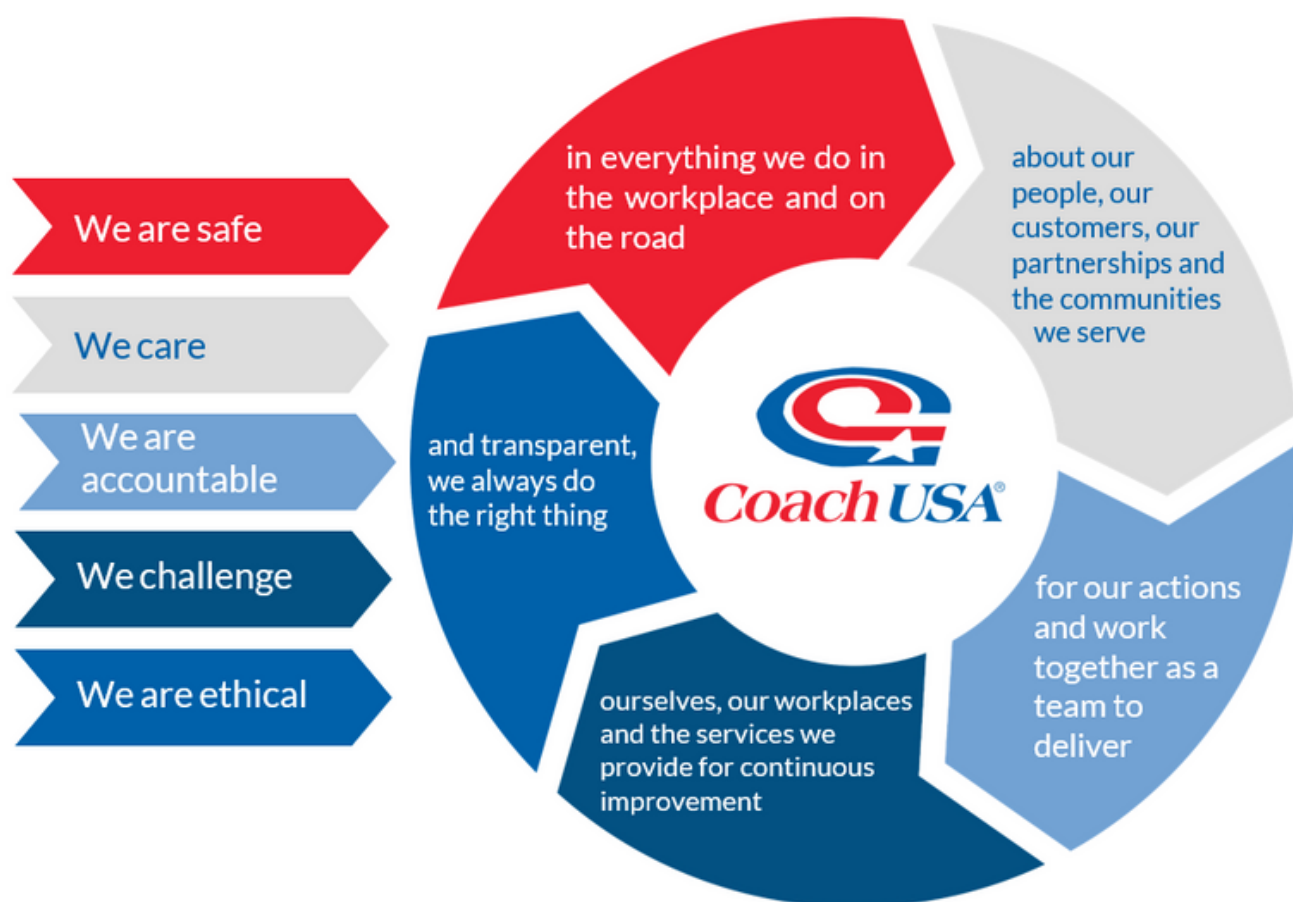 We are safe
We care
We are
accountable
We challenge
We are ethical
in everything we do in
the workplace and on
the road
about our
people, our
customers, our
partnerships and
the communities
we serve
for our actions
and work
together as a
team to
deliver
ourselves, our workplaces
and the services we
provide for continuous
improvement
and transparent,
we always do
the right thing
Coach USA®